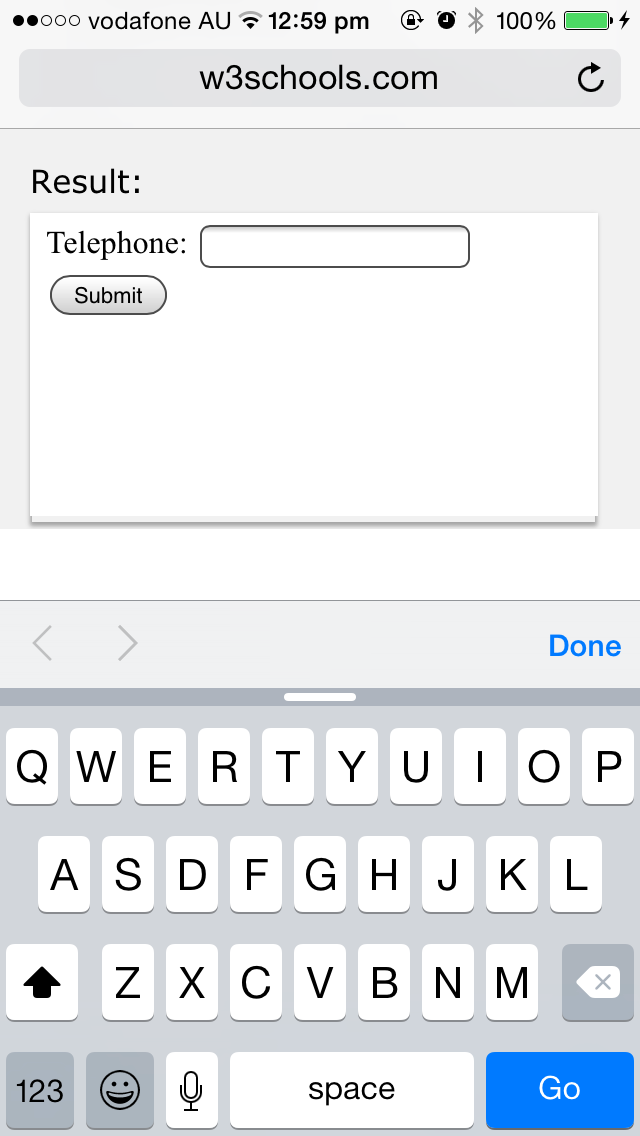 vodafone AU 12:59 pm 100%
w3schools.com
Result:
Telephone:
Submit
Done
Q W E R T Y U I O P
A S D F G H J K L
Z X C V B N M
123 space Go